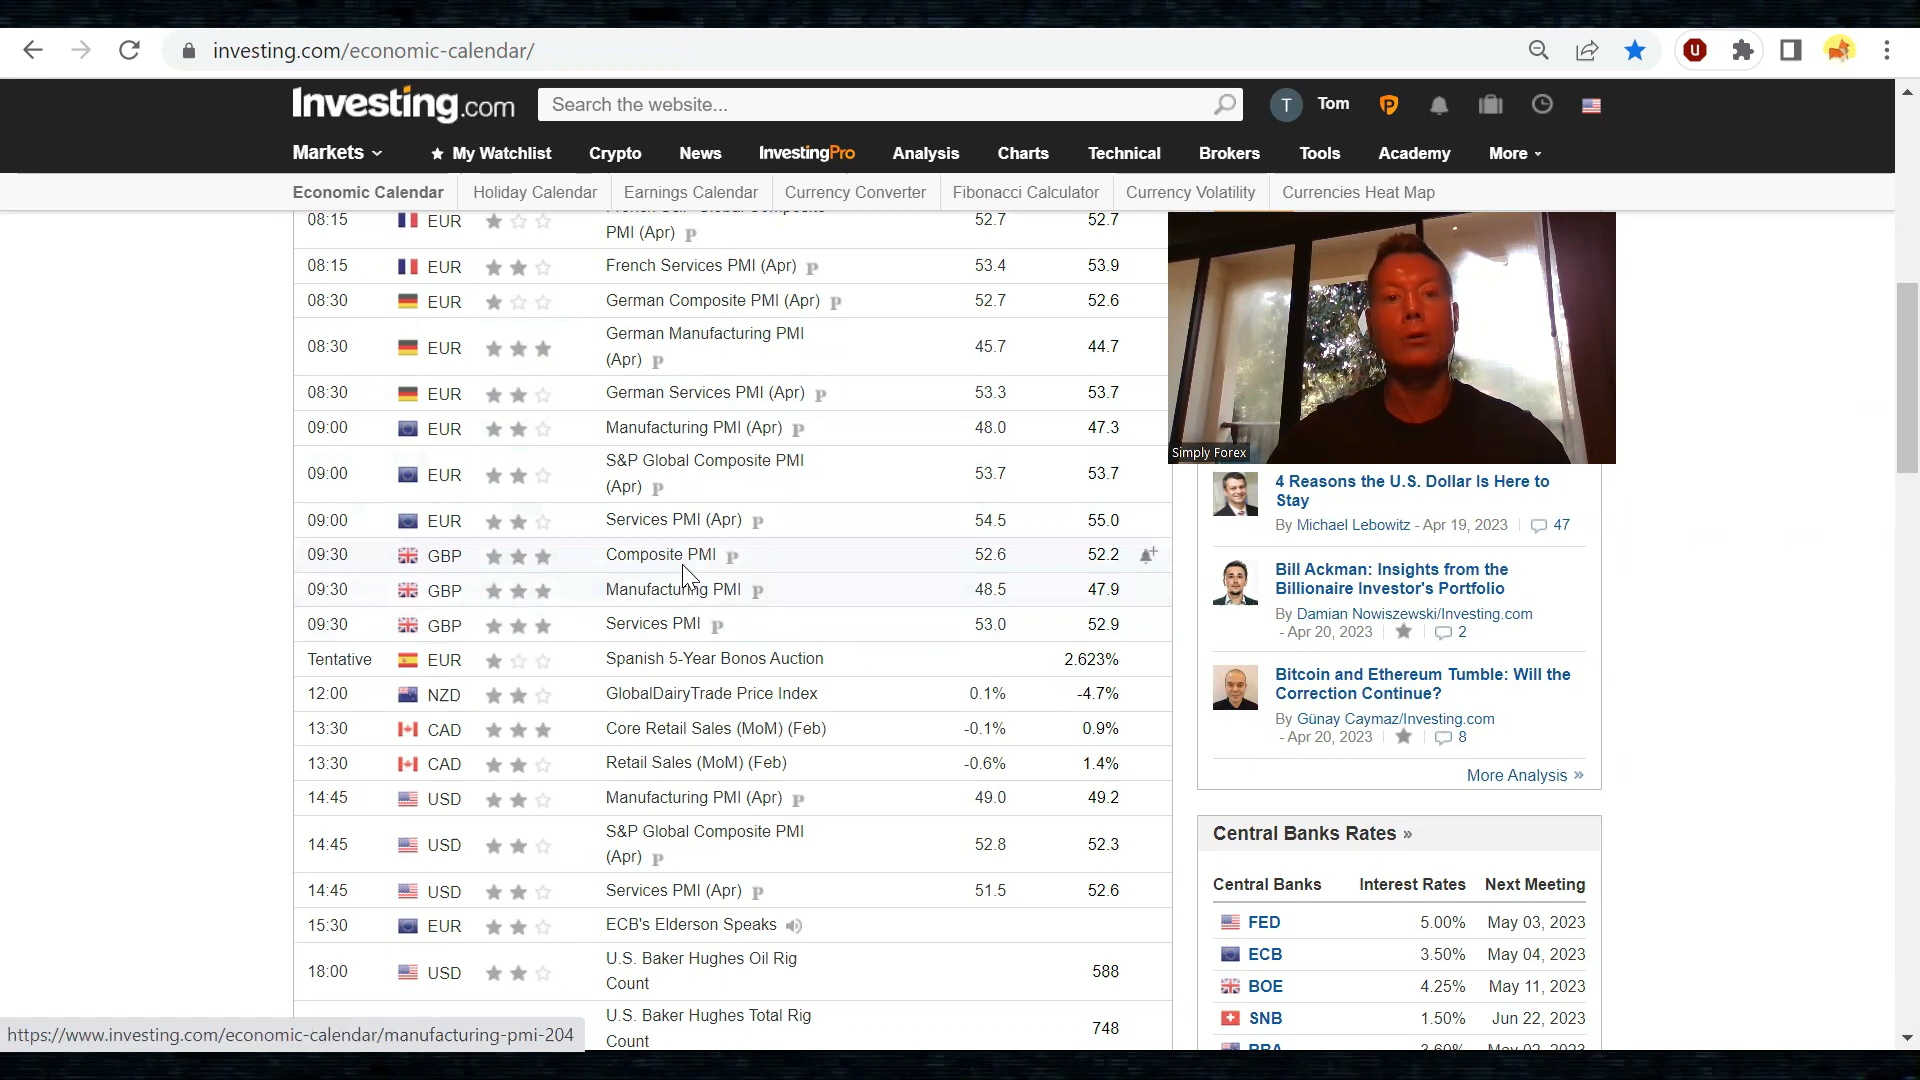 investing.com/economic-calendar/
Investing.com
Search the website...
T Tom
Markets
My Watchlist Crypto News InvestingPro Analysis Charts Technical Brokers Tools Academy More
Economic Calendar Holiday Calendar Earnings Calendar Currency Converter Fibonacci Calculator Currency Volatility Currencies Heat Map
08:15 EUR 52.7 52.7
PMI (Apr) P
08:15 EUR French Services PMI (Apr) P 53.4 53.9
08:30 EUR German Composite PMI (Apr) P 52.7 52.6
08:30 EUR German Manufacturing PMI
(Apr) P 45.7 44.7
08:30 EUR German Services PMI (Apr) P 53.3 53.7
09:00 EUR Manufacturing PMI (Apr) P 48.0 47.3
09:00 EUR S&P Global Composite PMI
(Apr) P 53.7 53.7
09:00 EUR Services PMI (Apr) P 54.5 55.0
09:30 GBP Composite PMI P 52.6 52.2
09:30 GBP Manufacturing PMI P 48.5 47.9
09:30 GBP Services PMI P 53.0 52.9
Tentative EUR Spanish 5-Year Bonos Auction 2.623%
12:00 NZD GlobalDairyTrade Price Index 0.1% -4.7%
13:30 CAD Core Retail Sales (MoM) (Feb) -0.1% 0.9%
13:30 CAD Retail Sales (MoM) (Feb) -0.6% 1.4%
14:45 USD Manufacturing PMI (Apr) P 49.0 49.2
14:45 USD S&P Global Composite PMI
(Apr) P 52.8 52.3
14:45 USD Services PMI (Apr) P 51.5 52.6
15:30 EUR ECB's Elderson Speaks
18:00 USD U.S. Baker Hughes Oil Rig
Count 588
U.S. Baker Hughes Total Rig
Count 748
https://www.investing.com/economic-calendar/manufacturing-pmi-204
Simply Forex
4 Reasons the U.S. Dollar Is Here to
Stay
By Michael Lebowitz - Apr 19, 2023 47
Bill Ackman: Insights from the
Billionaire Investor's Portfolio
By Damian Nowiszewski/Investing.com
- Apr 20, 2023 2
Bitcoin and Ethereum Tumble: Will the
Correction Continue?
By Günay Caymaz/Investing.com
- Apr 20, 2023 8
More Analysis »
Central Banks Rates »
Central Banks Interest Rates Next Meeting
FED 5.00% May 03, 2023
ECB 3.50% May 04, 2023
BOE 4.25% May 11, 2023
SNB 1.50% Jun 22, 2023